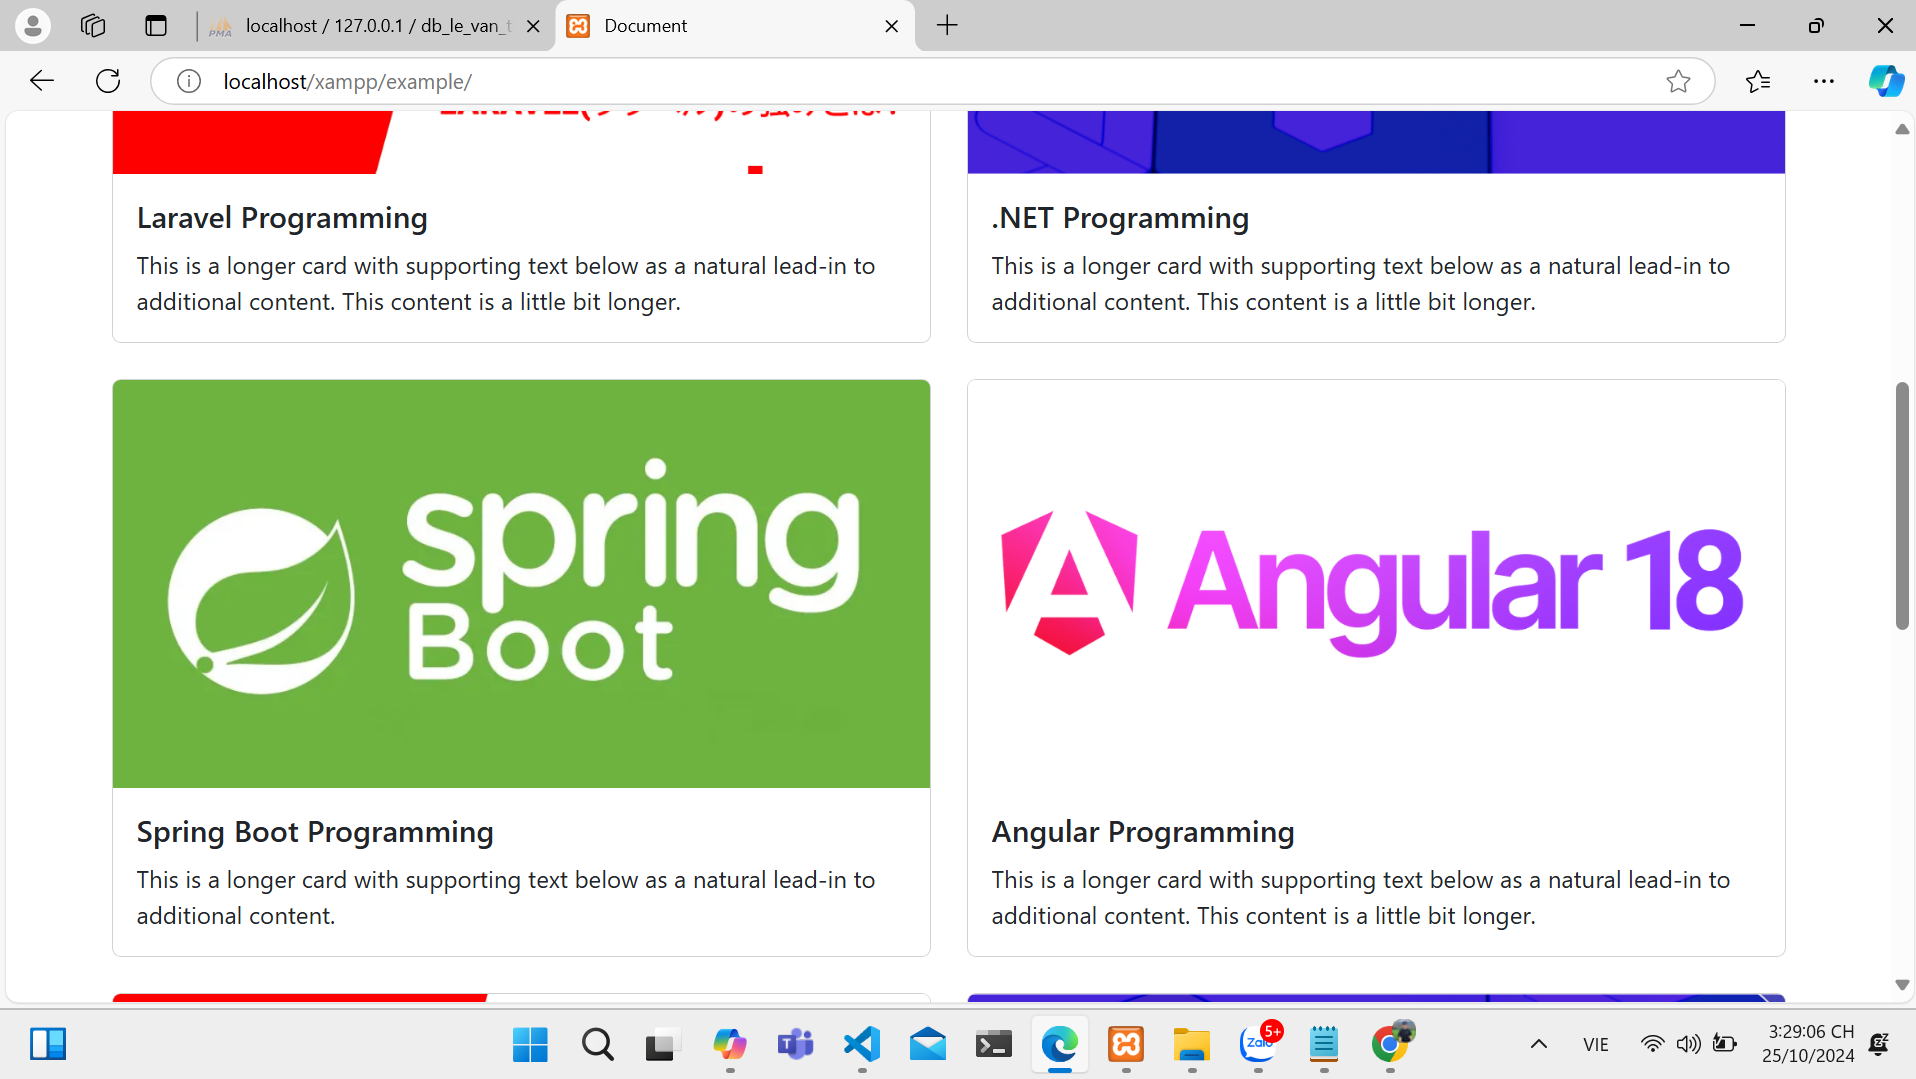 localhost / 127.0.0.1 / db_le_van_t
Document
localhost/xampp/example/
Laravel Programming
This is a longer card with supporting text below as a natural lead-in to
additional content. This content is a little bit longer.
.NET Programming
This is a longer card with supporting text below as a natural lead-in to
additional content. This content is a little bit longer.
spring
Boot
Angular 18
Spring Boot Programming
This is a longer card with supporting text below as a natural lead-in to
additional content.
Angular Programming
This is a longer card with supporting text below as a natural lead-in to
additional content. This content is a little bit longer.
Zalo
5+
VIE
3:29:06 CH
25/10/2024